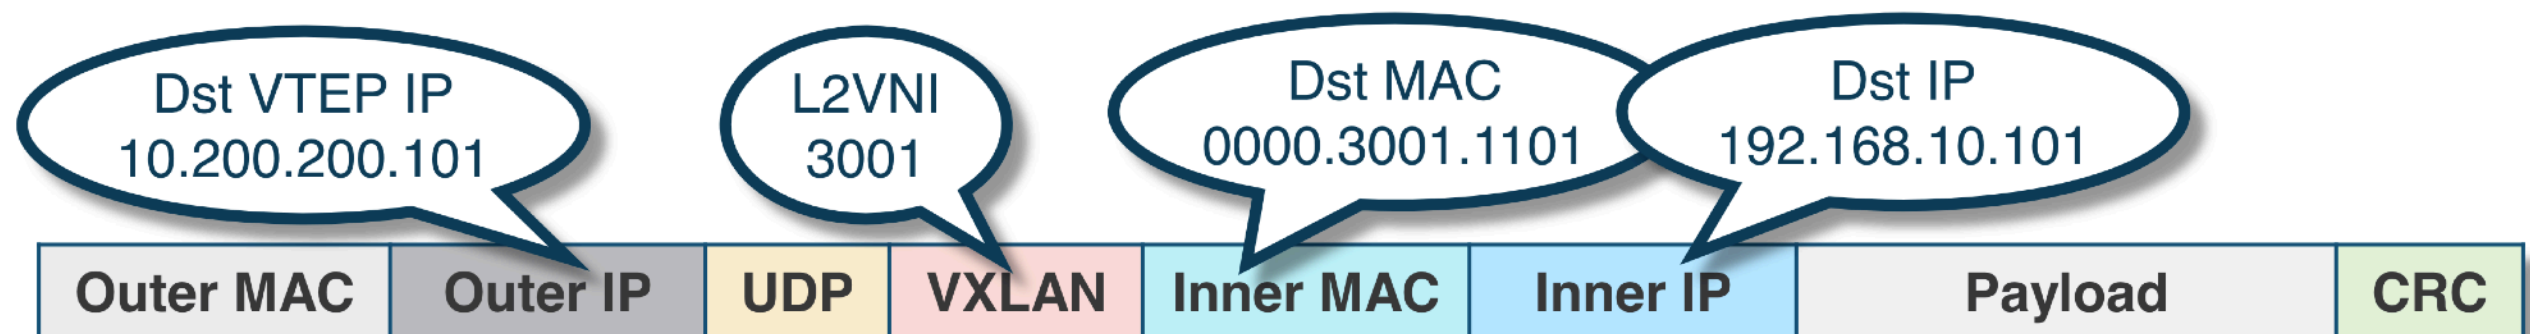 Dst VTEP IP
10.200.200.101
L2VNI
3001
Dst MAC
0000.3001.1101
Dst IP
192.168.10.101
Outer MAC
Outer IP
UDP
VXLAN
Inner MAC
Inner IP
Payload
CRC